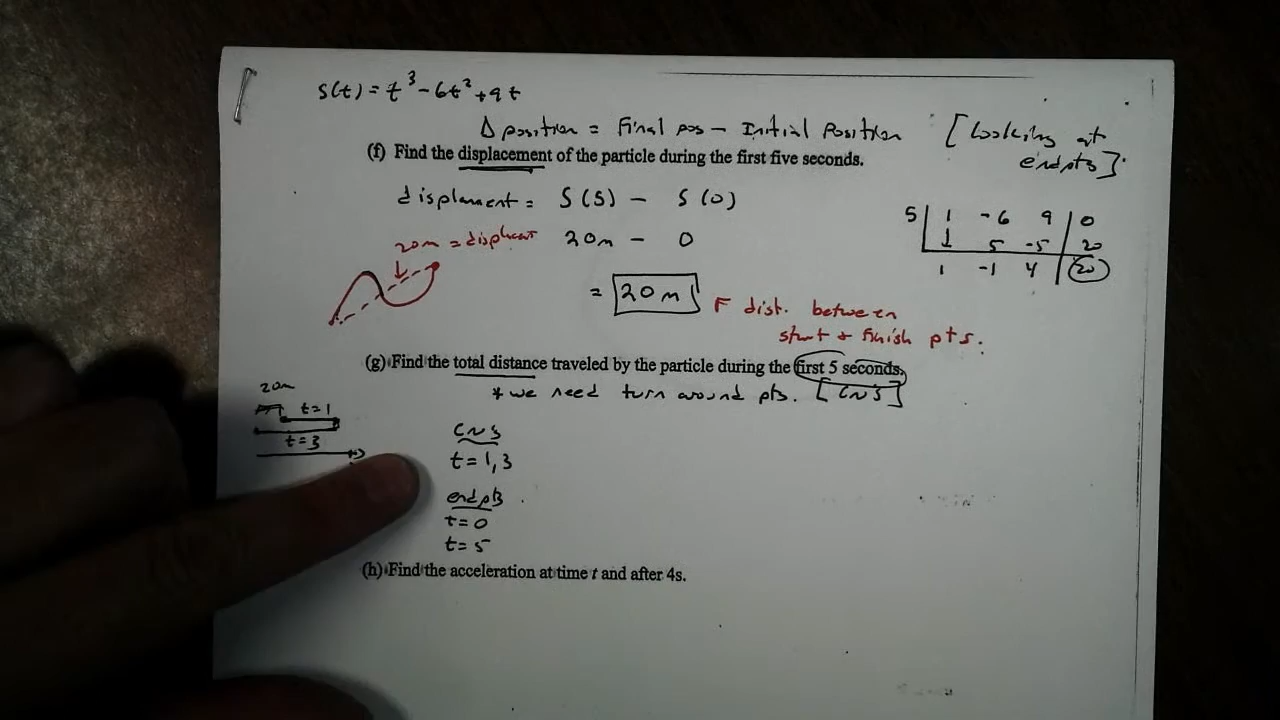 s(t) = t³ - 6t² + 9t
Δ position = Final pos - Initial Position [looking at
endpts].
(f) Find the displacement of the particle during the first five seconds.
displament = S(5) - S(0)
20m = displacent 20m - 0
= 20m
F dist. between
start & finish pts.
5 | 1 -6 9 | 0
↓ 5 -5 | 20
1 -1 4 | 20
(g) Find the total distance traveled by the particle during the first 5 seconds.
* we need turn around pts. [CNS]
20m
t=1
t=3
CNS
t=1,3
endpts
t=0
t=5
(h) Find the acceleration at time t and after 4s.